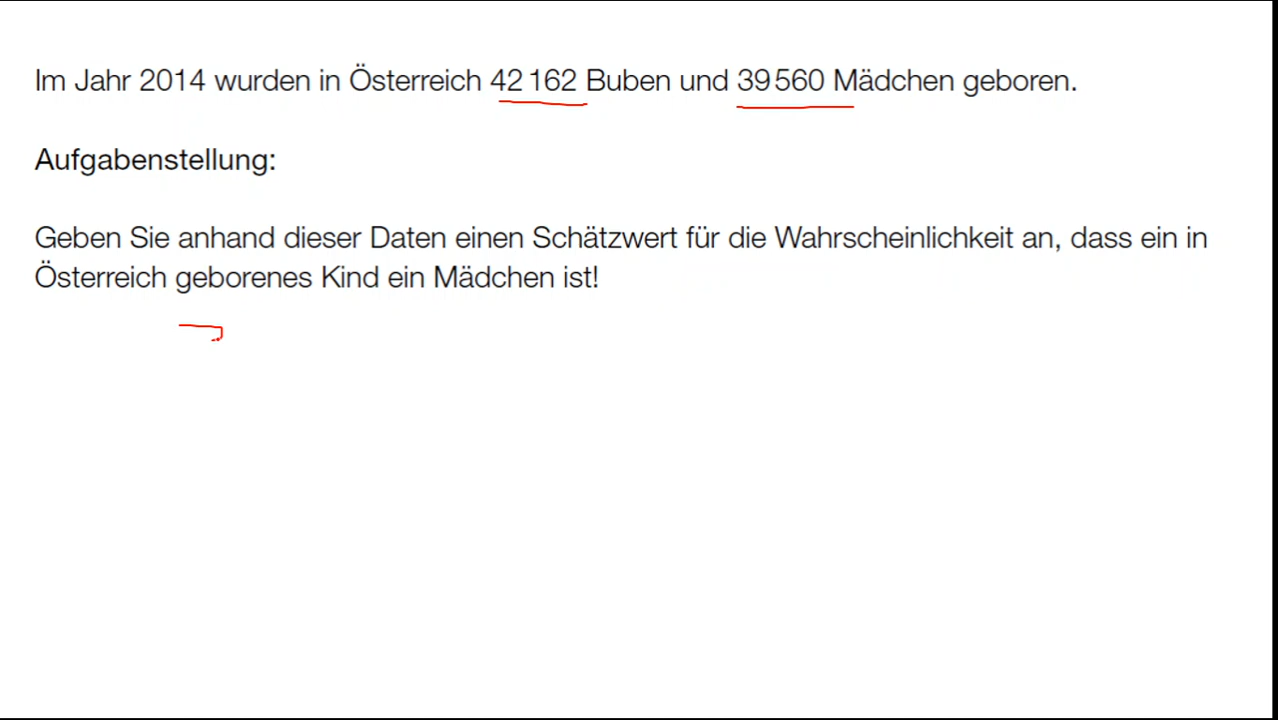 Im Jahr 2014 wurden in Österreich 42 162 Buben und 39 560 Mädchen geboren.
Aufgabenstellung:
Geben Sie anhand dieser Daten einen Schätzwert für die Wahrscheinlichkeit an, dass ein in
Österreich geborenes Kind ein Mädchen ist!